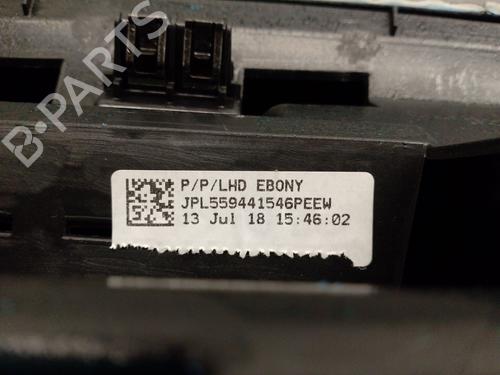 B-PARTS
P/P/LHD EBONY
JPL559441546PEEW
13 Jul 18 15:46:02